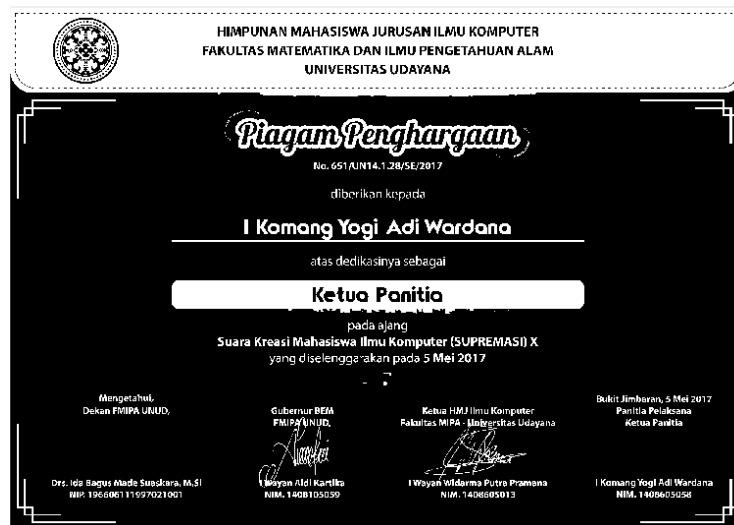 HIMPUNAN MAHASISWA JURUSAN ILMU KOMPUTER
FAKULTAS MATEMATIKA DAN ILMU PENGETAHUAN ALAM
UNIVERSITAS UDAYANA
Piagam Penghargaan
No. 651/UN14.1.28/SE/2017
diberikan kepada
I Komang Yogi Adi Wardana
atas dedikasinya sebagai
Ketua Panitia
pada ajang
Suara Kreasi Mahasiswa Ilmu Komputer (SUPREMASI) X
yang diselenggarakan pada 5 Mei 2017
Mengetahui,
Dekan FMIPA UNUD,
Drs. Ida Bagus Made Suaskara, M.Si
NIP. 196606111997021001
Gubernur BEM
FMIPA UNUD,
I Wayan Aldi Kartika
NIM. 1408105059
Ketua HMJ Ilmu Komputer
Fakultas MIPA - Universitas Udayana
I Wayan Widarma Putra Pramana
NIM. 1408605013
Bukit Jimbaran, 5 Mei 2017
Panitia Pelaksana
Ketua Panitia
I Komang Yogi Adi Wardana
NIM. 1408605058